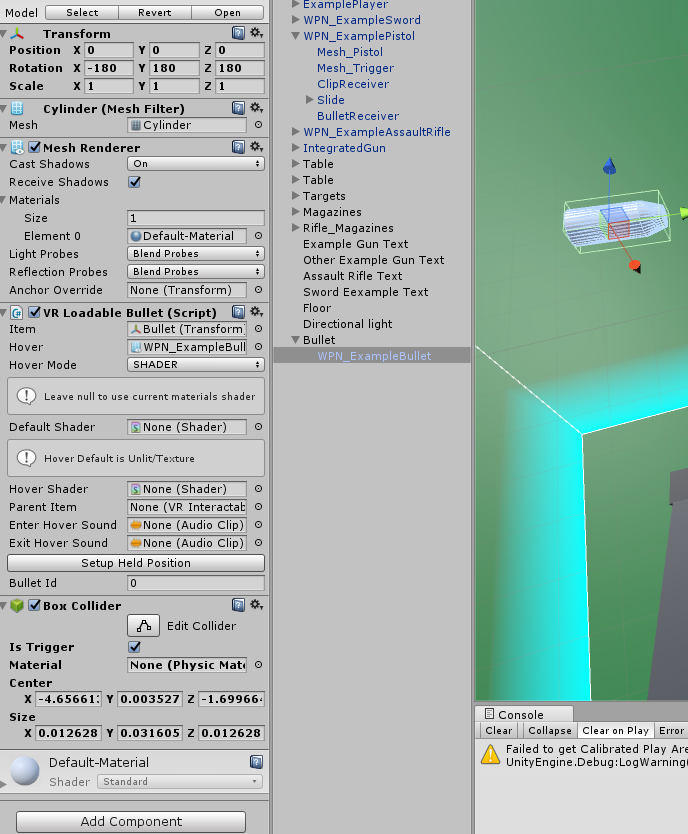 Model Select Revert Open
Transform
Position X 0 Y 0 Z 0
Rotation X -180 Y 180 Z 180
Scale X 1 Y 1 Z 1
Cylinder (Mesh Filter)
Mesh Cylinder
Mesh Renderer
Cast Shadows On
Receive Shadows
Materials
Size 1
Element 0 Default-Material
Light Probes Blend Probes
Reflection Probes Blend Probes
Anchor Override None (Transform)
VR Loadable Bullet (Script)
Item Bullet (Transform
Hover WPN_ExampleBull
Hover Mode SHADER
Leave null to use current materials shader
Default Shader None (Shader)
Hover Default is Unlit/Texture
Hover Shader None (Shader)
Parent Item None (VR Interactab
Enter Hover Sound None (Audio Clip)
Exit Hover Sound None (Audio Clip)
Setup Held Position
Bullet Id 0
Box Collider
Edit Collider
Is Trigger
Material None (Physic Mate
Center
X -4.65661 Y 0.003527 Z -1.69966
Size
X 0.012628 Y 0.031605 Z 0.012628
Default-Material
Shader Standard
Add Component
ExamplePlayer
WPN_ExampleSword
WPN_ExamplePistol
Mesh_Pistol
Mesh_Trigger
ClipReceiver
Slide
BulletReceiver
WPN_ExampleAssaultRifle
IntegratedGun
Table
Table
Targets
Magazines
Rifle_Magazines
Example Gun Text
Other Example Gun Text
Assault Rifle Text
Sword Eexample Text
Floor
Directional light
Bullet
WPN_ExampleBullet
Console
Clear Collapse Clear on Play Error
Failed to get Calibrated Play Are
UnityEngine.Debug:LogWarning(